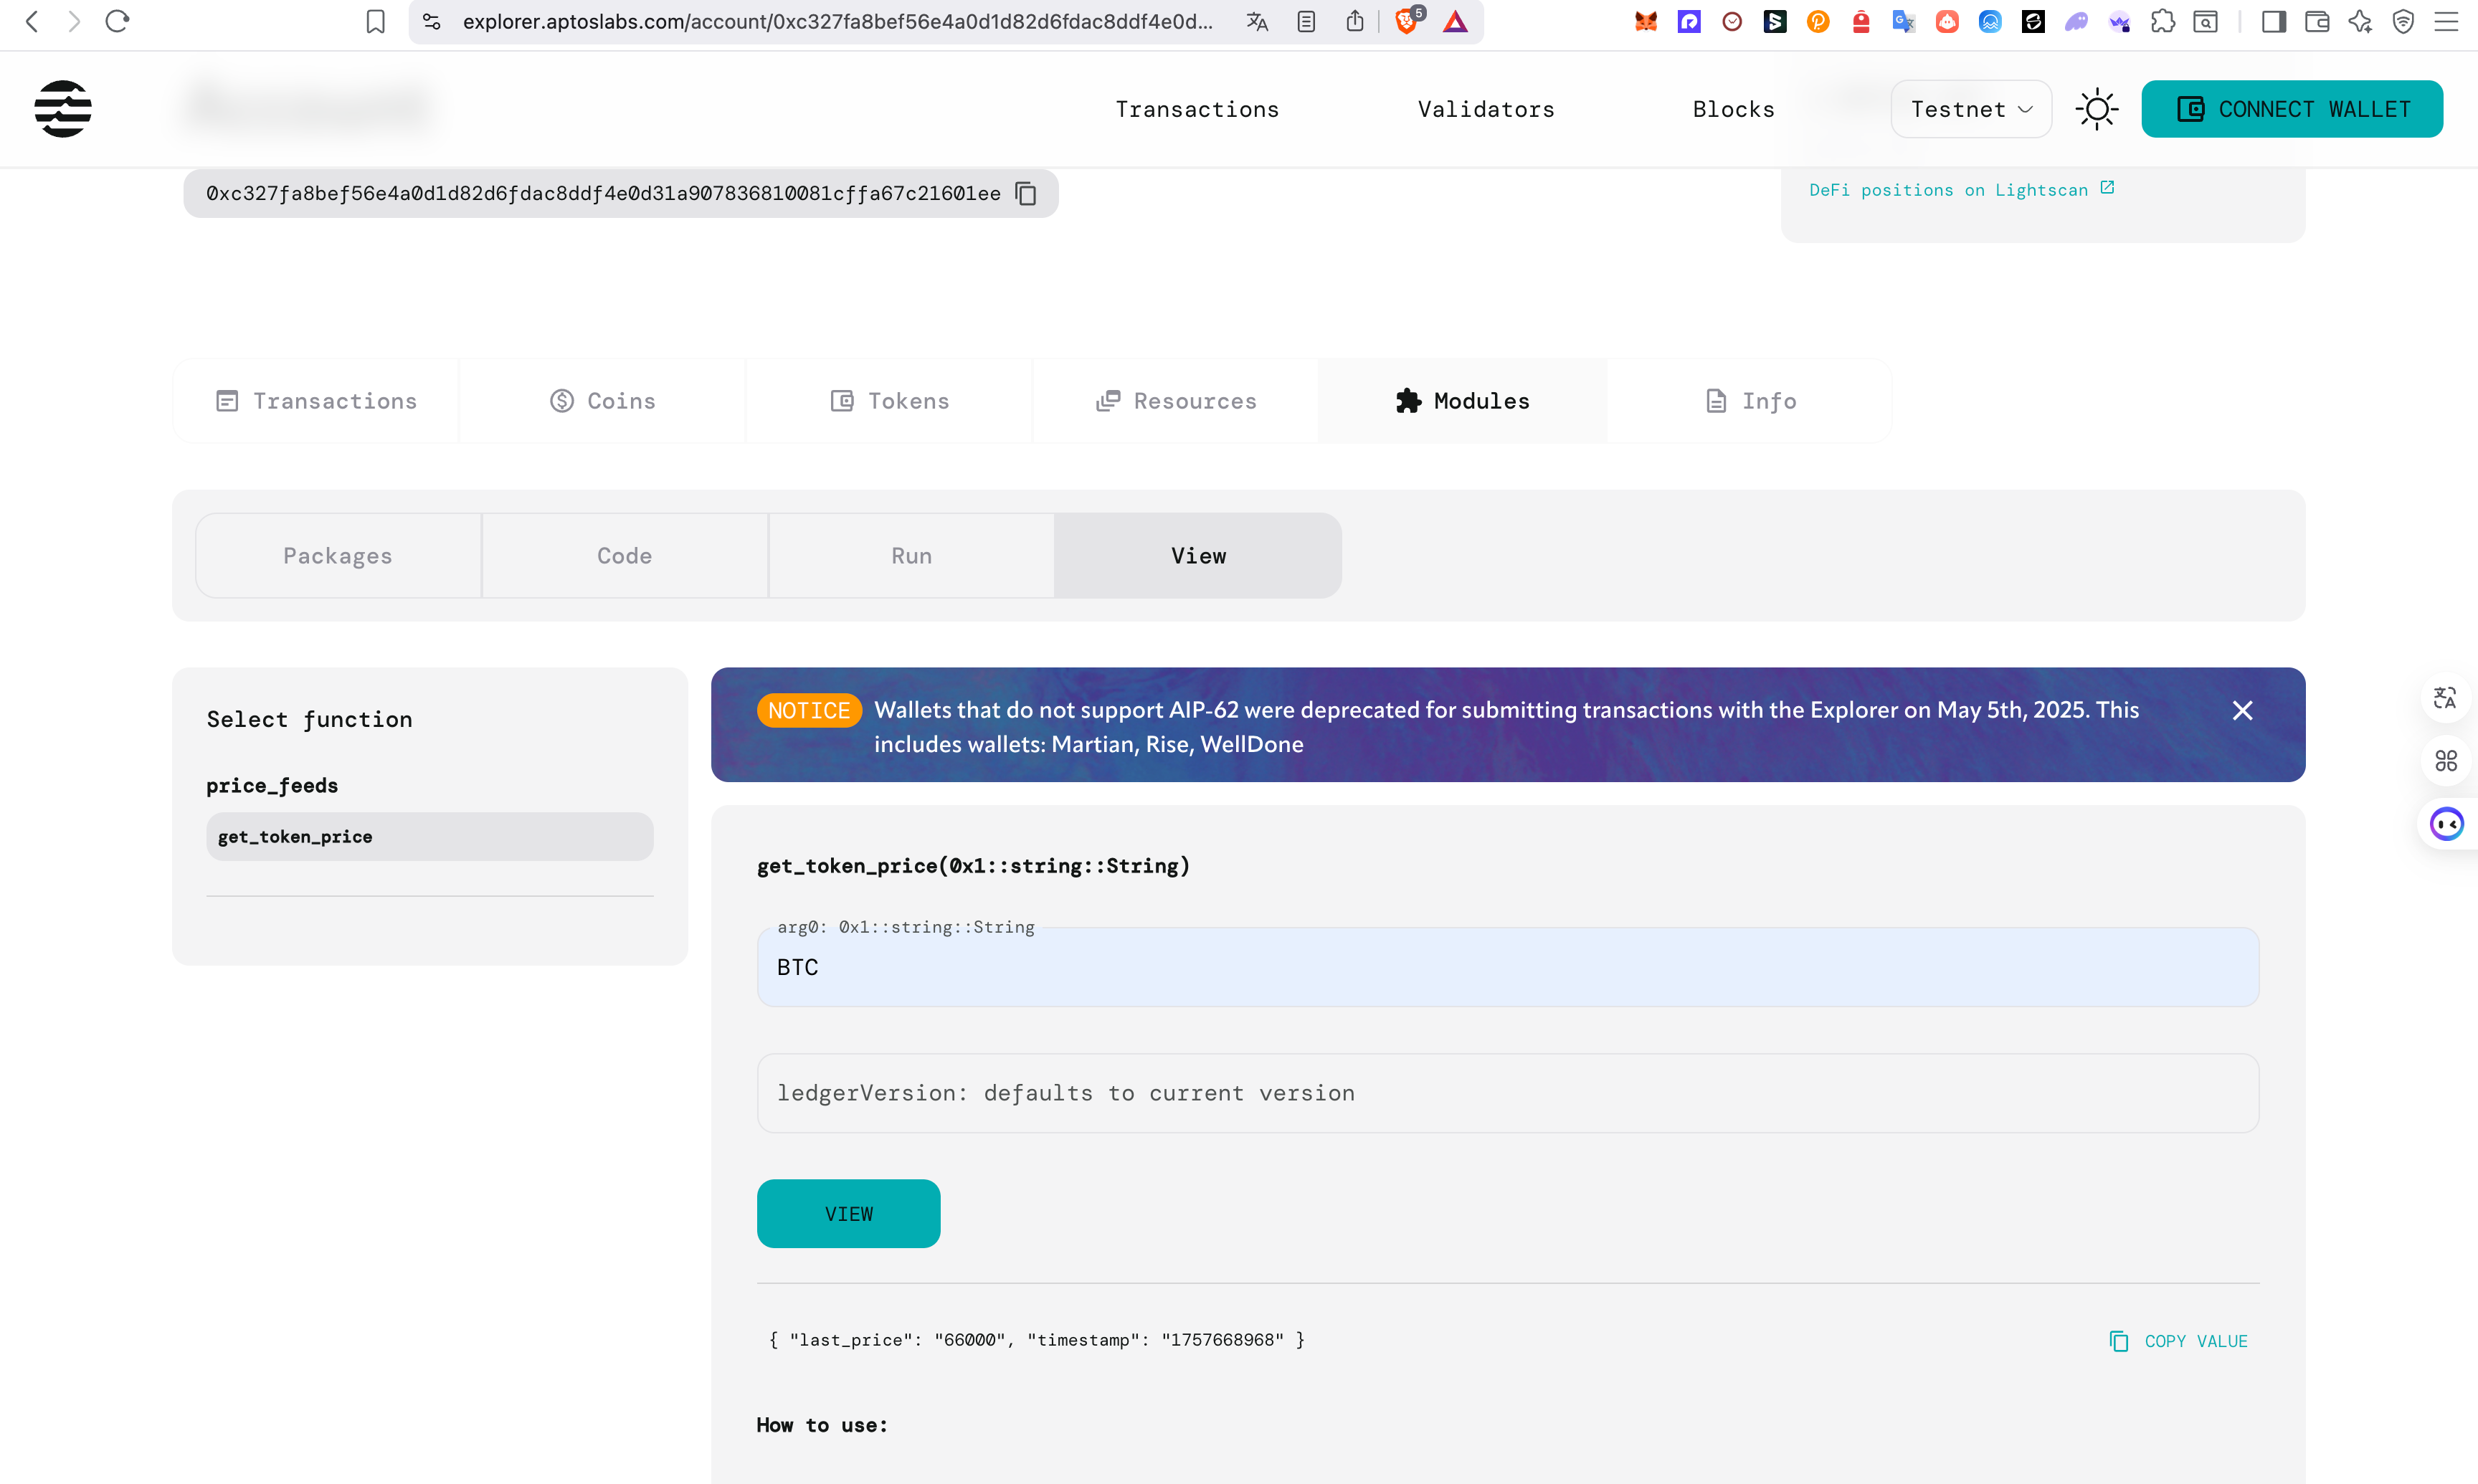 explorer.aptoslabs.com/account/0xc327fa8bef56e4a0d1d82d6fdac8ddf4e0d...
5
Transactions
Validators
Blocks
Testnet
CONNECT WALLET
0xc327fa8bef56e4a0d1d82d6fdac8ddf4e0d31a907836810081cffa67c21601ee
DeFi positions on Lightscan
Transactions
Coins
Tokens
Resources
Modules
Info
Packages
Code
Run
View
Select function
price_feeds
get_token_price
NOTICE
Wallets that do not support AIP-62 were deprecated for submitting transactions with the Explorer on May 5th, 2025. This
includes wallets: Martian, Rise, WellDone
get_token_price(0x1::string::String)
arg0: 0x1::string::String
BTC
ledgerVersion: defaults to current version
VIEW
{ "last_price": "66000", "timestamp": "1757668968" }
COPY VALUE
How to use: